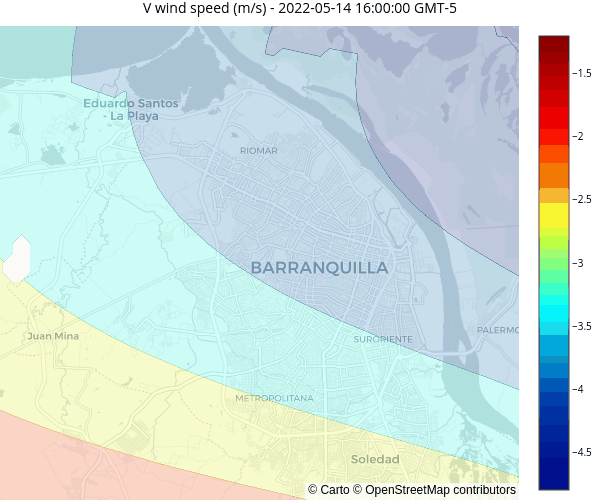 V wind speed (m/s) - 2022-05-14 16:00:00 GMT-5
Eduardo Santos
- La Playa
RIOMAR
BARRANQUILLA
PALERMO
Juan Mina
SURORIENTE
METROPOLITANA
Soledad
© Carto © OpenStreetMap contributors
−1.5
−2
−2.5
−3
−3.5
−4
−4.5